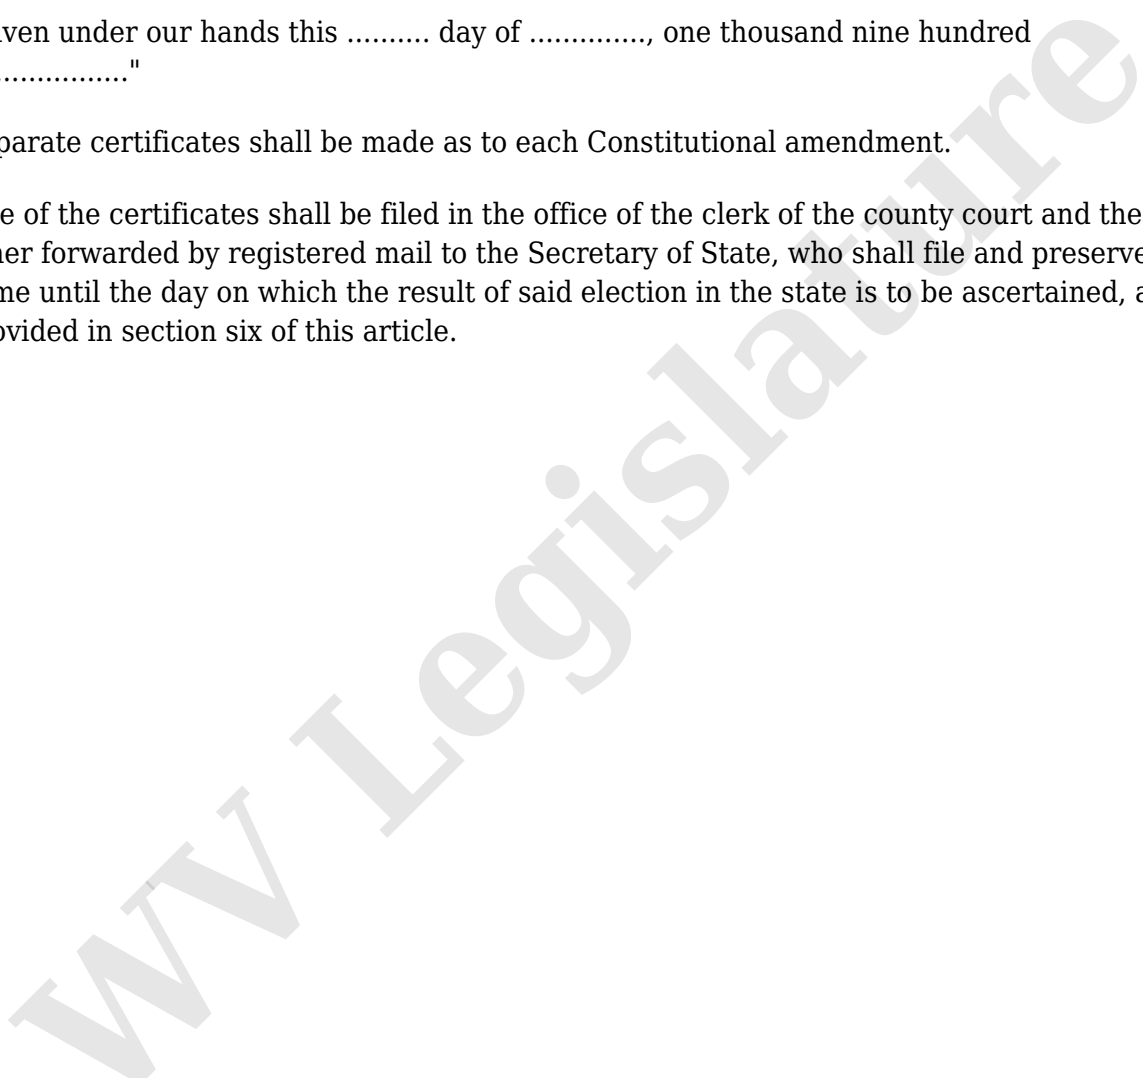 ven under our hands this .......... day of .............., one thousand nine hundred
................"
parate certificates shall be made as to each Constitutional amendment.
e of the certificates shall be filed in the office of the clerk of the county court and the
er forwarded by registered mail to the Secretary of State, who shall file and preserve
me until the day on which the result of said election in the state is to be ascertained, a
ovided in section six of this article.
WV Legislature